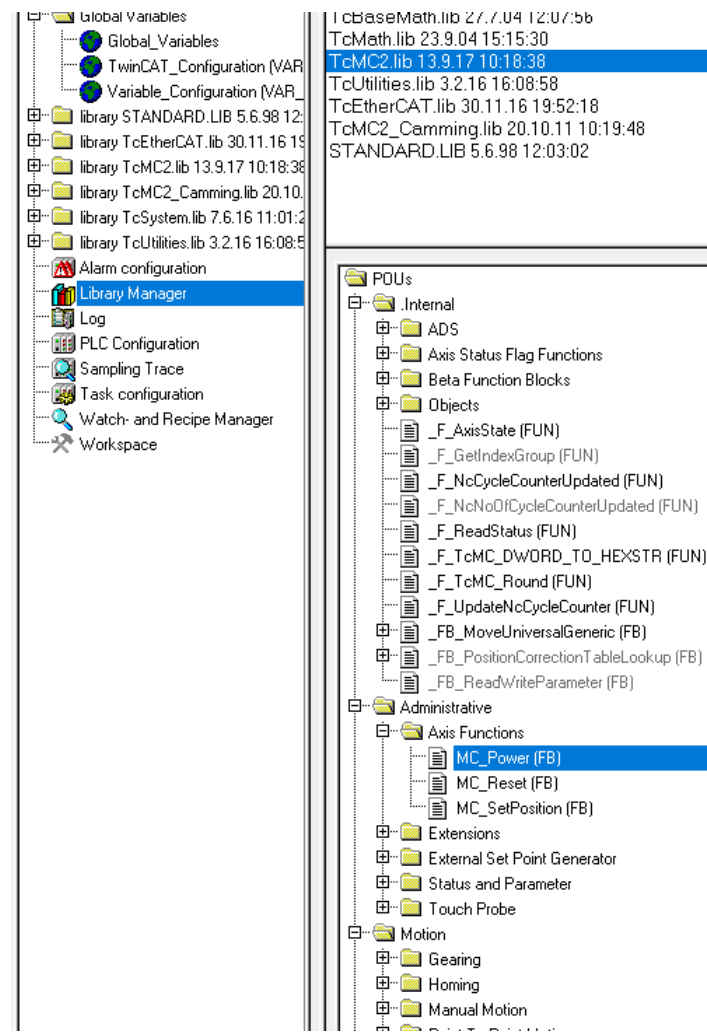 Global Variables
Global_Variables
TwinCAT_Configuration (VAR
Variable_Configuration (VAR_
library STANDARD.LIB 5.6.98 12:
library TcEtherCAT.lib 30.11.16 19
library TcMC2.lib 13.9.17 10:18:38
library TcMC2_Camming.lib 20.10.
library TcSystem.lib 7.6.16 11:01:2
library TcUtilities.lib 3.2.16 16:08:5
Alarm configuration
Library Manager
Log
PLC Configuration
Sampling Trace
Task configuration
Watch- and Recipe Manager
Workspace
TcBaseMath.lib 27.7.04 12:07:56
TcMath.lib 23.9.04 15:15:30
TcMC2.lib 13.9.17 10:18:38
TcUtilities.lib 3.2.16 16:08:58
TcEtherCAT.lib 30.11.16 19:52:18
TcMC2_Camming.lib 20.10.11 10:19:48
STANDARD.LIB 5.6.98 12:03:02
POUs
.Internal
ADS
Axis Status Flag Functions
Beta Function Blocks
Objects
_F_AxisState (FUN)
_F_GetIndexGroup (FUN)
_F_NcCycleCounterUpdated (FUN)
_F_NcNoOfCycleCounterUpdated (FUN)
_F_ReadStatus (FUN)
_F_TcMC_DWORD_TO_HEXSTR (FUN)
_F_TcMC_Round (FUN)
_F_UpdateNcCycleCounter (FUN)
_FB_MoveUniversalGeneric (FB)
_FB_PositionCorrectionTableLookup (FB)
_FB_ReadWriteParameter (FB)
Administrative
Axis Functions
MC_Power (FB)
MC_Reset (FB)
MC_SetPosition (FB)
Extensions
External Set Point Generator
Status and Parameter
Touch Probe
Motion
Gearing
Homing
Manual Motion
Point To Point Motion